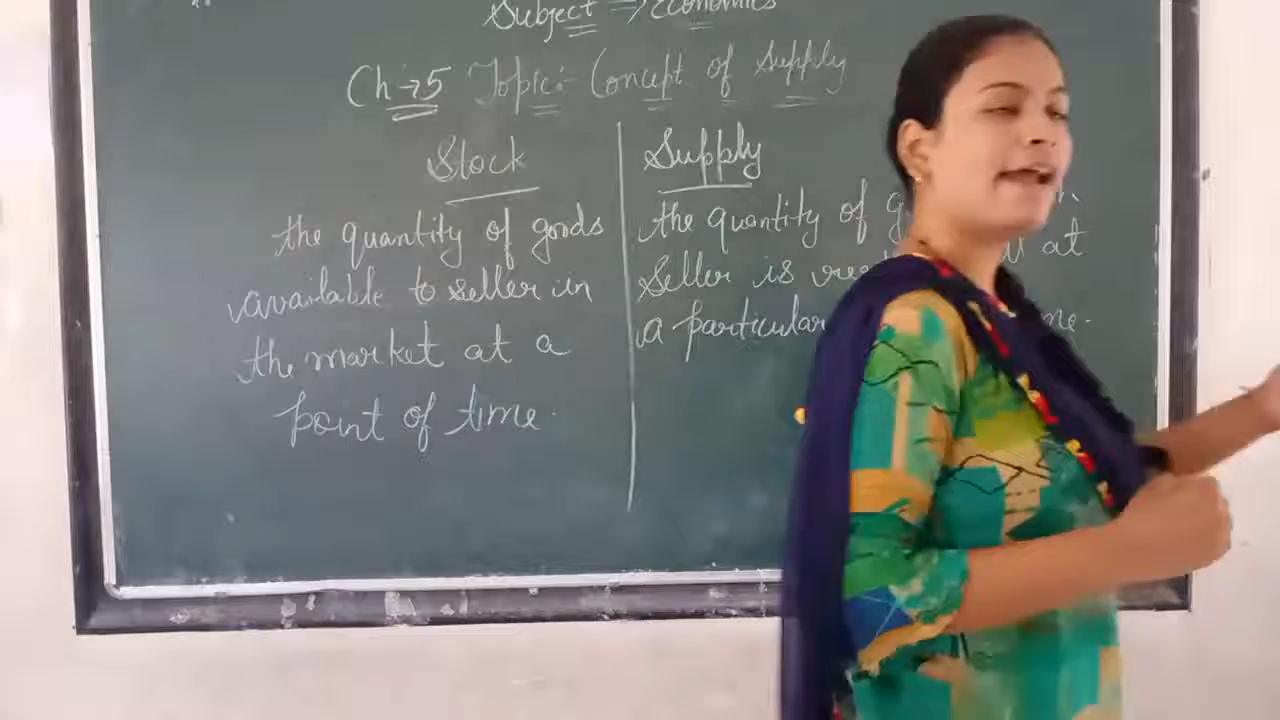 Subject → Economics
Ch → 5 Topic:- Concept of Supply
Stock
the quantity of goods
available to seller in
the market at a
point of time.
Supply
the quantity of
seller is at
a particular